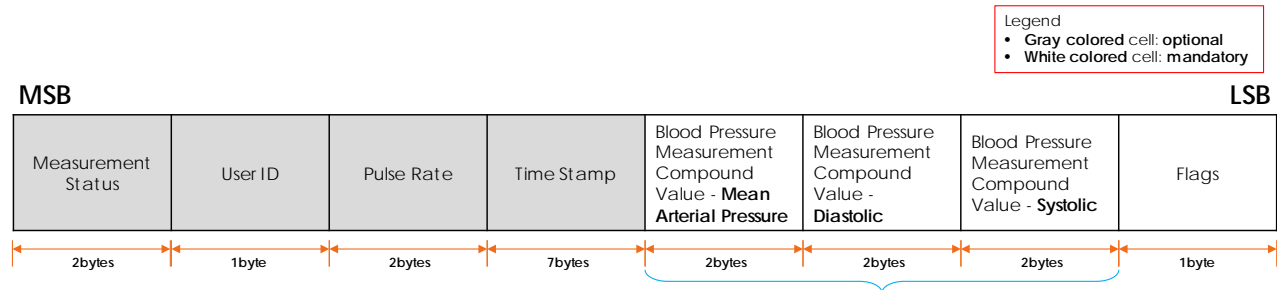 Legend
• Gray colored cell: optional
• White colored cell: mandatory
MSB
LSB
Measurement
Status
User ID
Pulse Rate
Time Stamp
Blood Pressure
Measurement
Compound
Value - Mean
Arterial Pressure
Blood Pressure
Measurement
Compound
Value -
Diastolic
Blood Pressure
Measurement
Compound
Value - Systolic
Flags
2bytes
1byte
2bytes
7bytes
2bytes
2bytes
2bytes
1byte